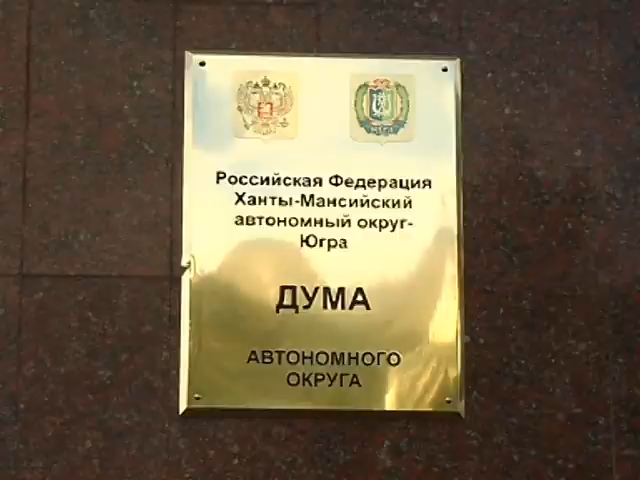 Российская Федерация
Ханты-Мансийский
автономный округ-
Югра
ДУМА
АВТОНОМНОГО
ОКРУГА